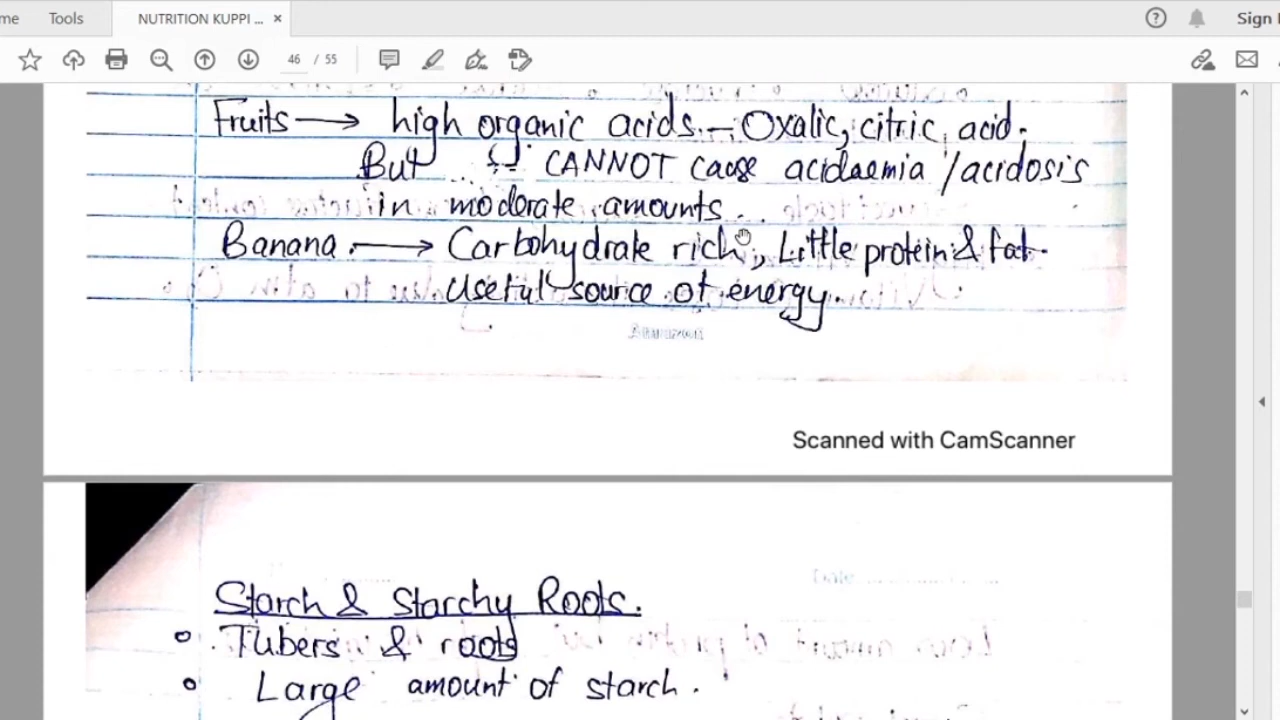 me Tools NUTRITION KUPPI ... × Sign
46 / 55
Fruits → high organic acids – Oxalic, citric acid.
But ... CANNOT cause acidaemia / acidosis
in moderate amounts..
Banana. → Carbohydrate rich, Little protein & fat.
Useful source of energy.
Scanned with CamScanner
Starch & Starchy Roots.
Tubers & roots
Large amount of starch.